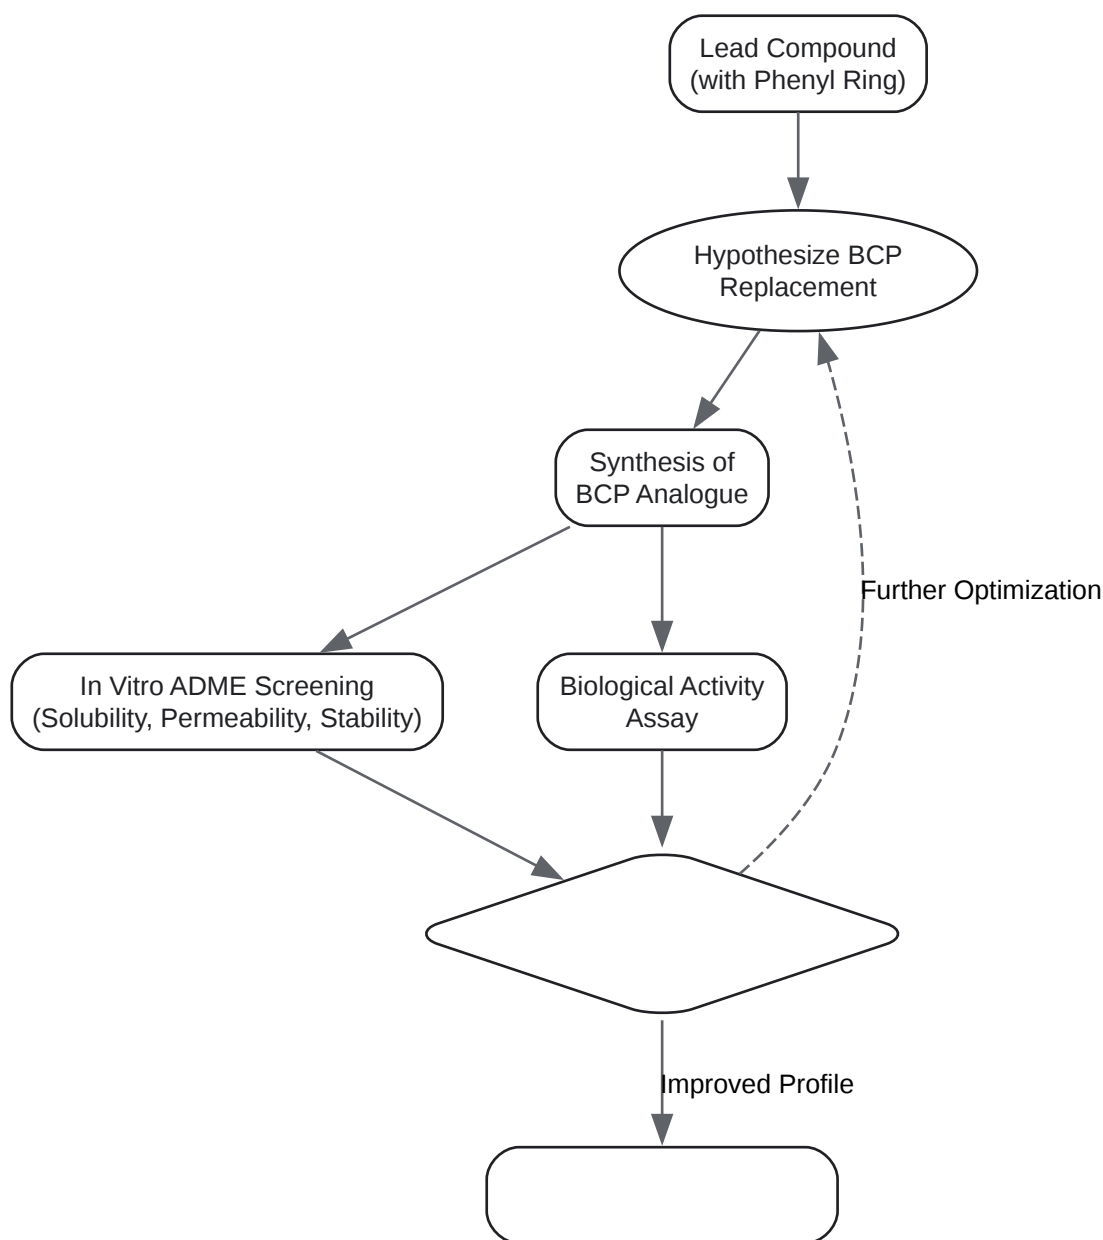 Lead Compound
(with Phenyl Ring)
Hypothesize BCP
Replacement
Synthesis of
BCP Analogue
Further Optimization
In Vitro ADME Screening
(Solubility, Permeability, Stability)
Biological Activity
Assay
Improved Profile